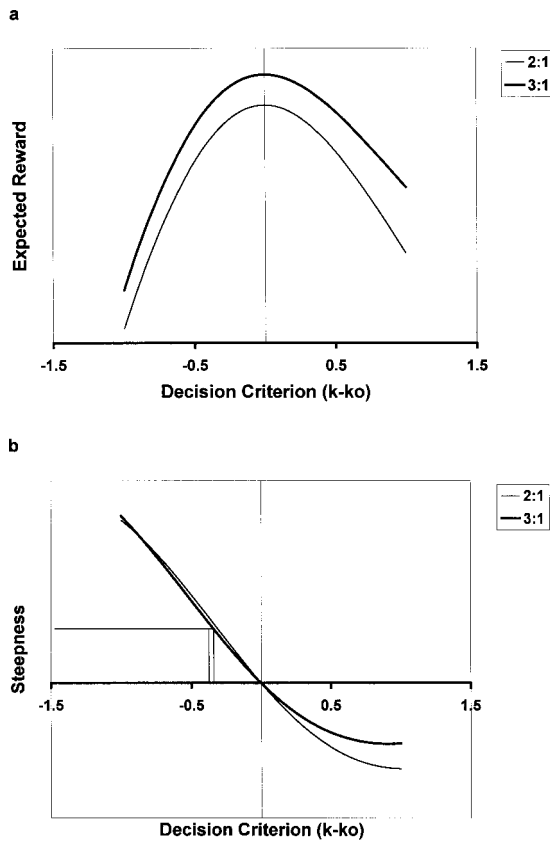 a
2:1
3:1
Expected Reward
-1.5
-0.5
0.5
1.5
Decision Criterion (k-ko)
b
2:1
3:1
Steepness
-1.5
-0.5
0.5
1.5
Decision Criterion (k-ko)